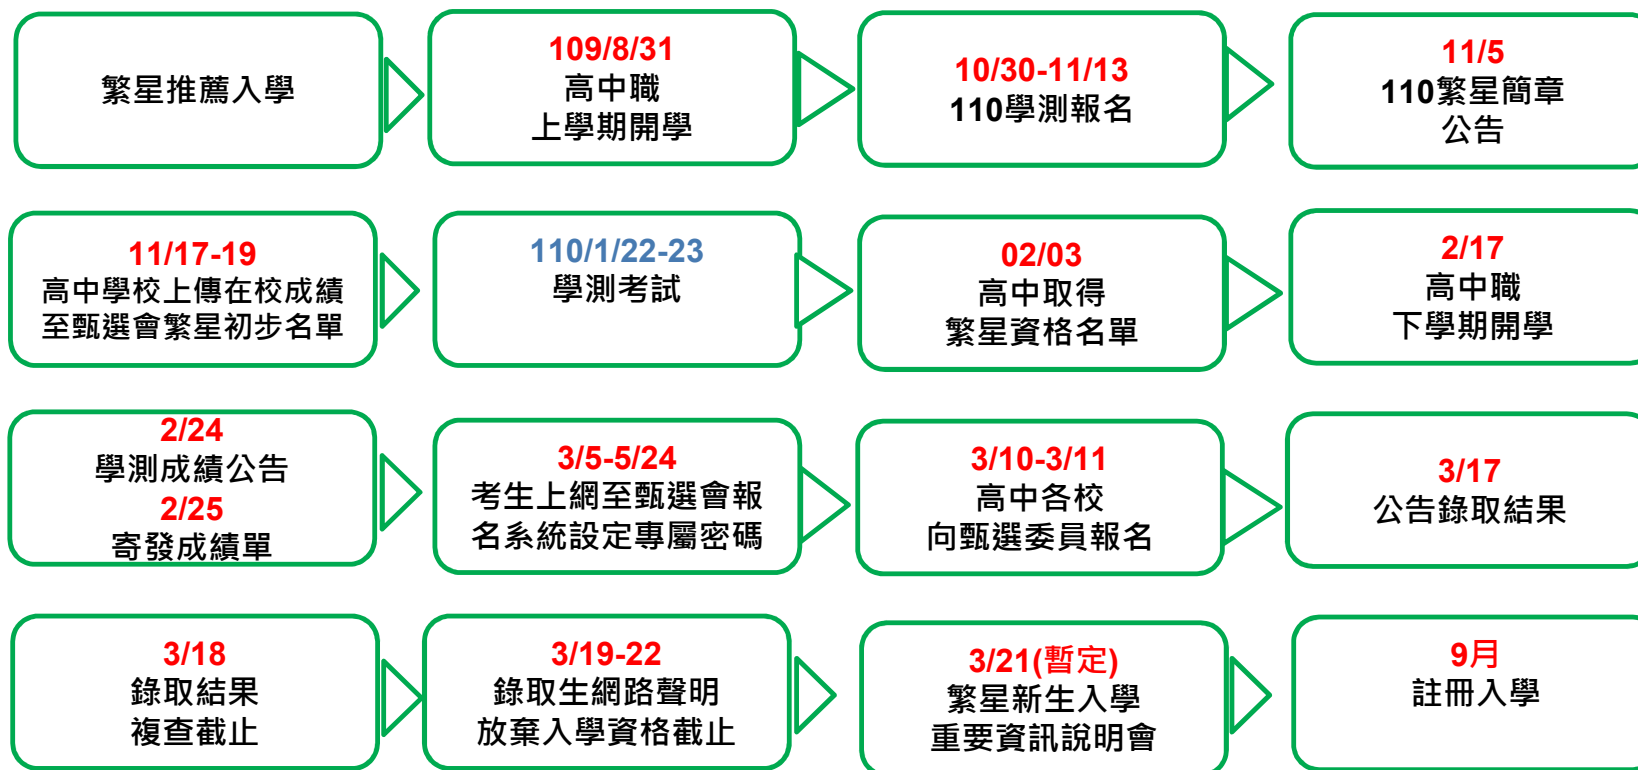 繁星推薦入學
109/8/31
高中職
上學期開學
10/30-11/13
110學測報名
11/5
110繁星簡章
公告
11/17-19
高中學校上傳在校成績
至甄選會繁星初步名單
110/1/22-23
學測考試
02/03
高中取得
繁星資格名單
2/17
高中職
下學期開學
2/24
學測成績公告
2/25
寄發成績單
3/5-5/24
考生上網至甄選會報
名系統設定專屬密碼
3/10-3/11
高中各校
向甄選委員報名
3/17
公告錄取結果
3/18
錄取結果
複查截止
3/19-22
錄取生網路聲明
放棄入學資格截止
3/21(暫定)
繁星新生入學
重要資訊說明會
9月
註冊入學